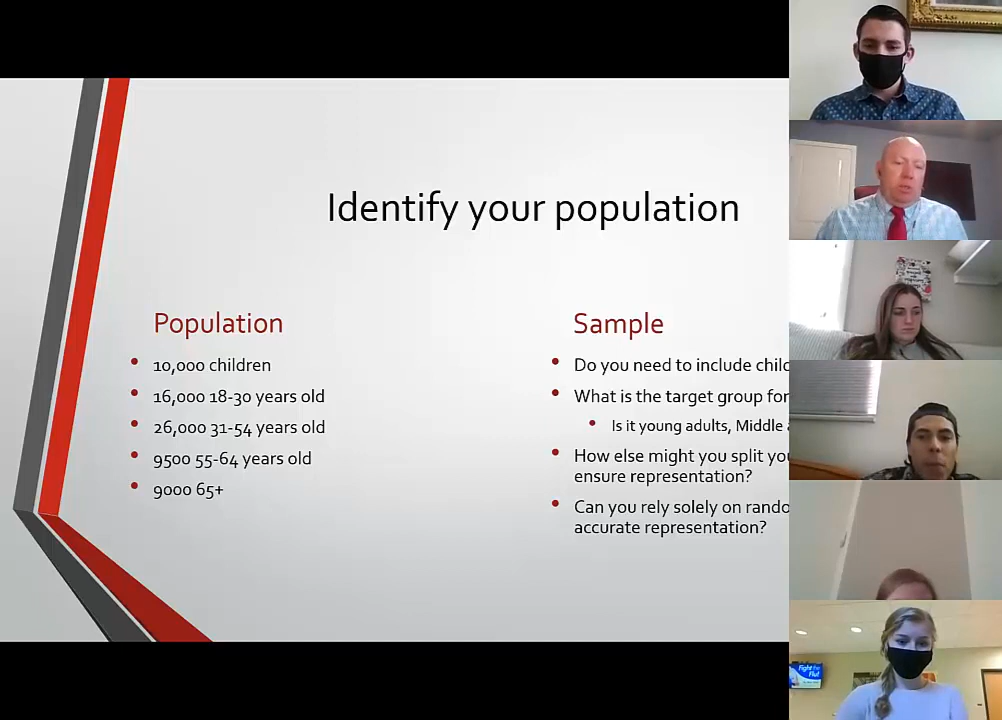 Identify your population
Population
10,000 children
16,000 18-30 years old
26,000 31-54 years old
9500 55-64 years old
9000 65+
Sample
Do you need to include
What is the target group for
Is it young adults, Middle
How else might you split
ensure representation?
Can you rely solely on
accurate representation?
Fight
Flu!